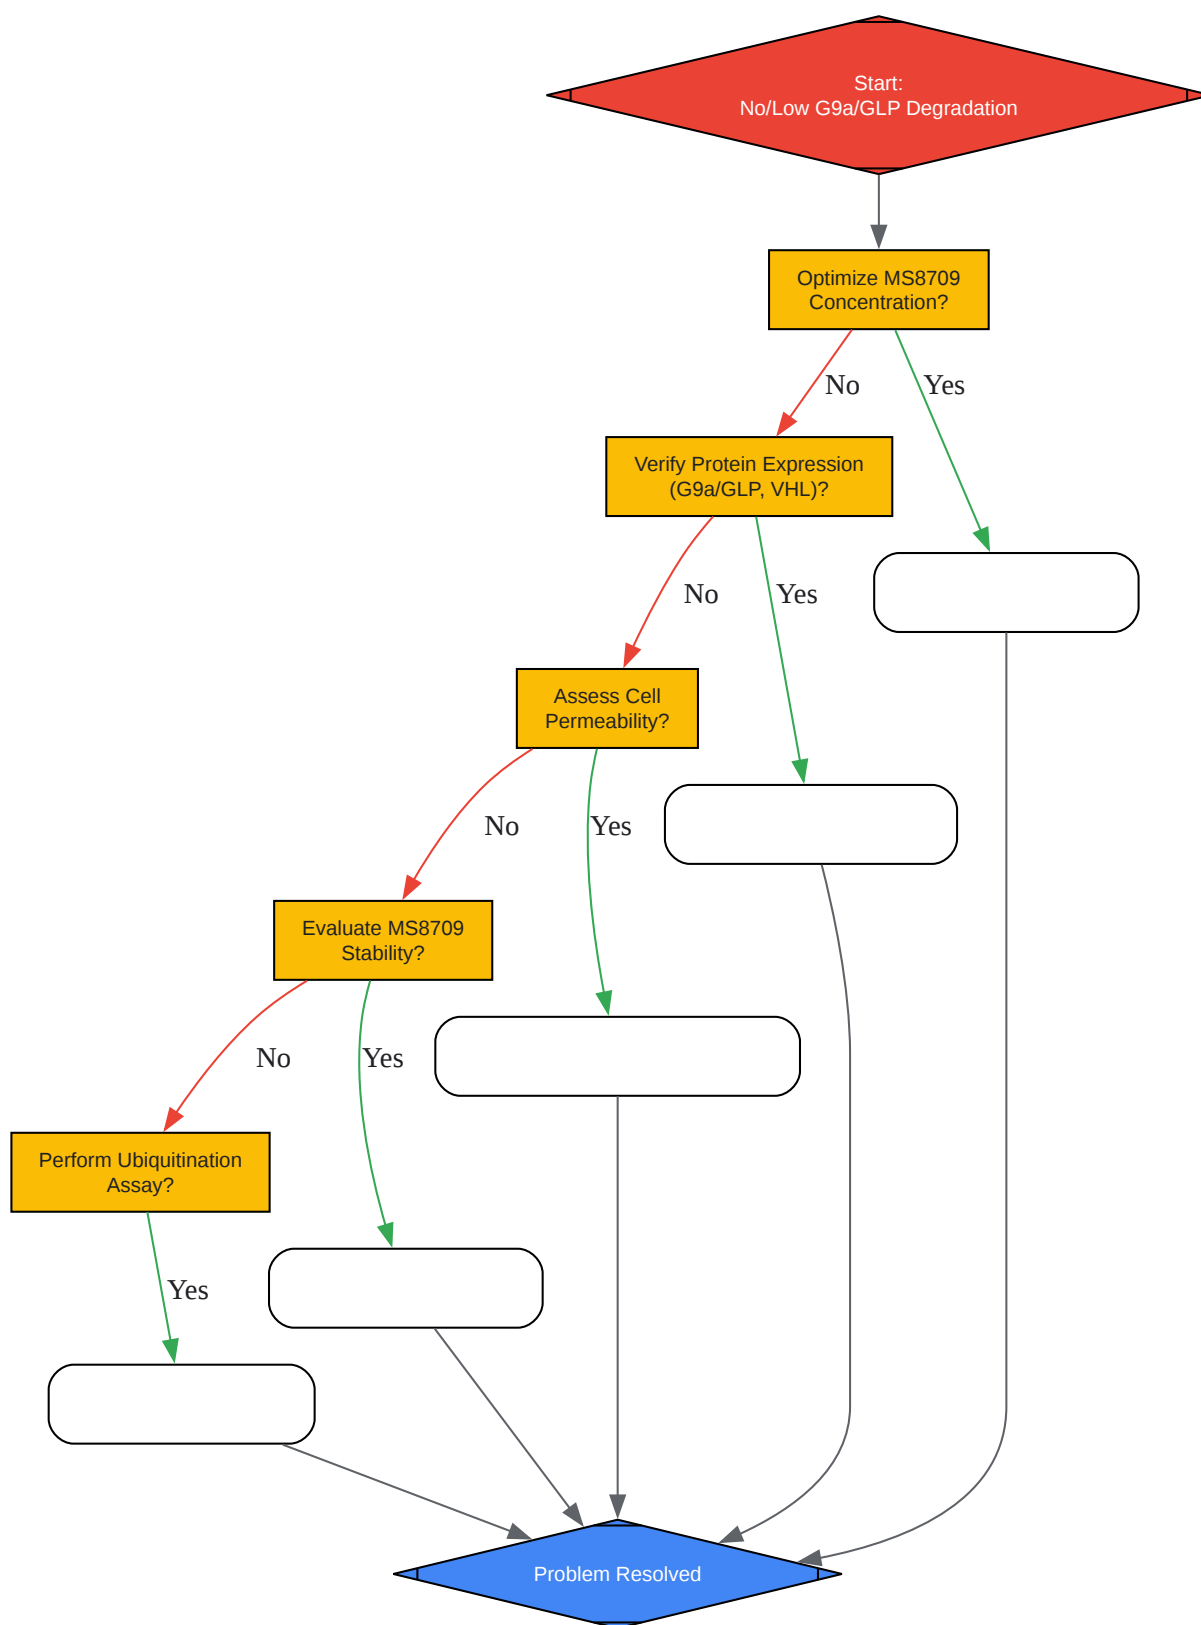 Start:
No/Low G9a/GLP Degradation
Optimize MS8709
Concentration?
No
Yes
Verify Protein Expression
(G9a/GLP, VHL)?
No
Yes
Assess Cell
Permeability?
No
Yes
Evaluate MS8709
Stability?
No
Yes
Perform Ubiquitination
Assay?
Yes
Problem Resolved